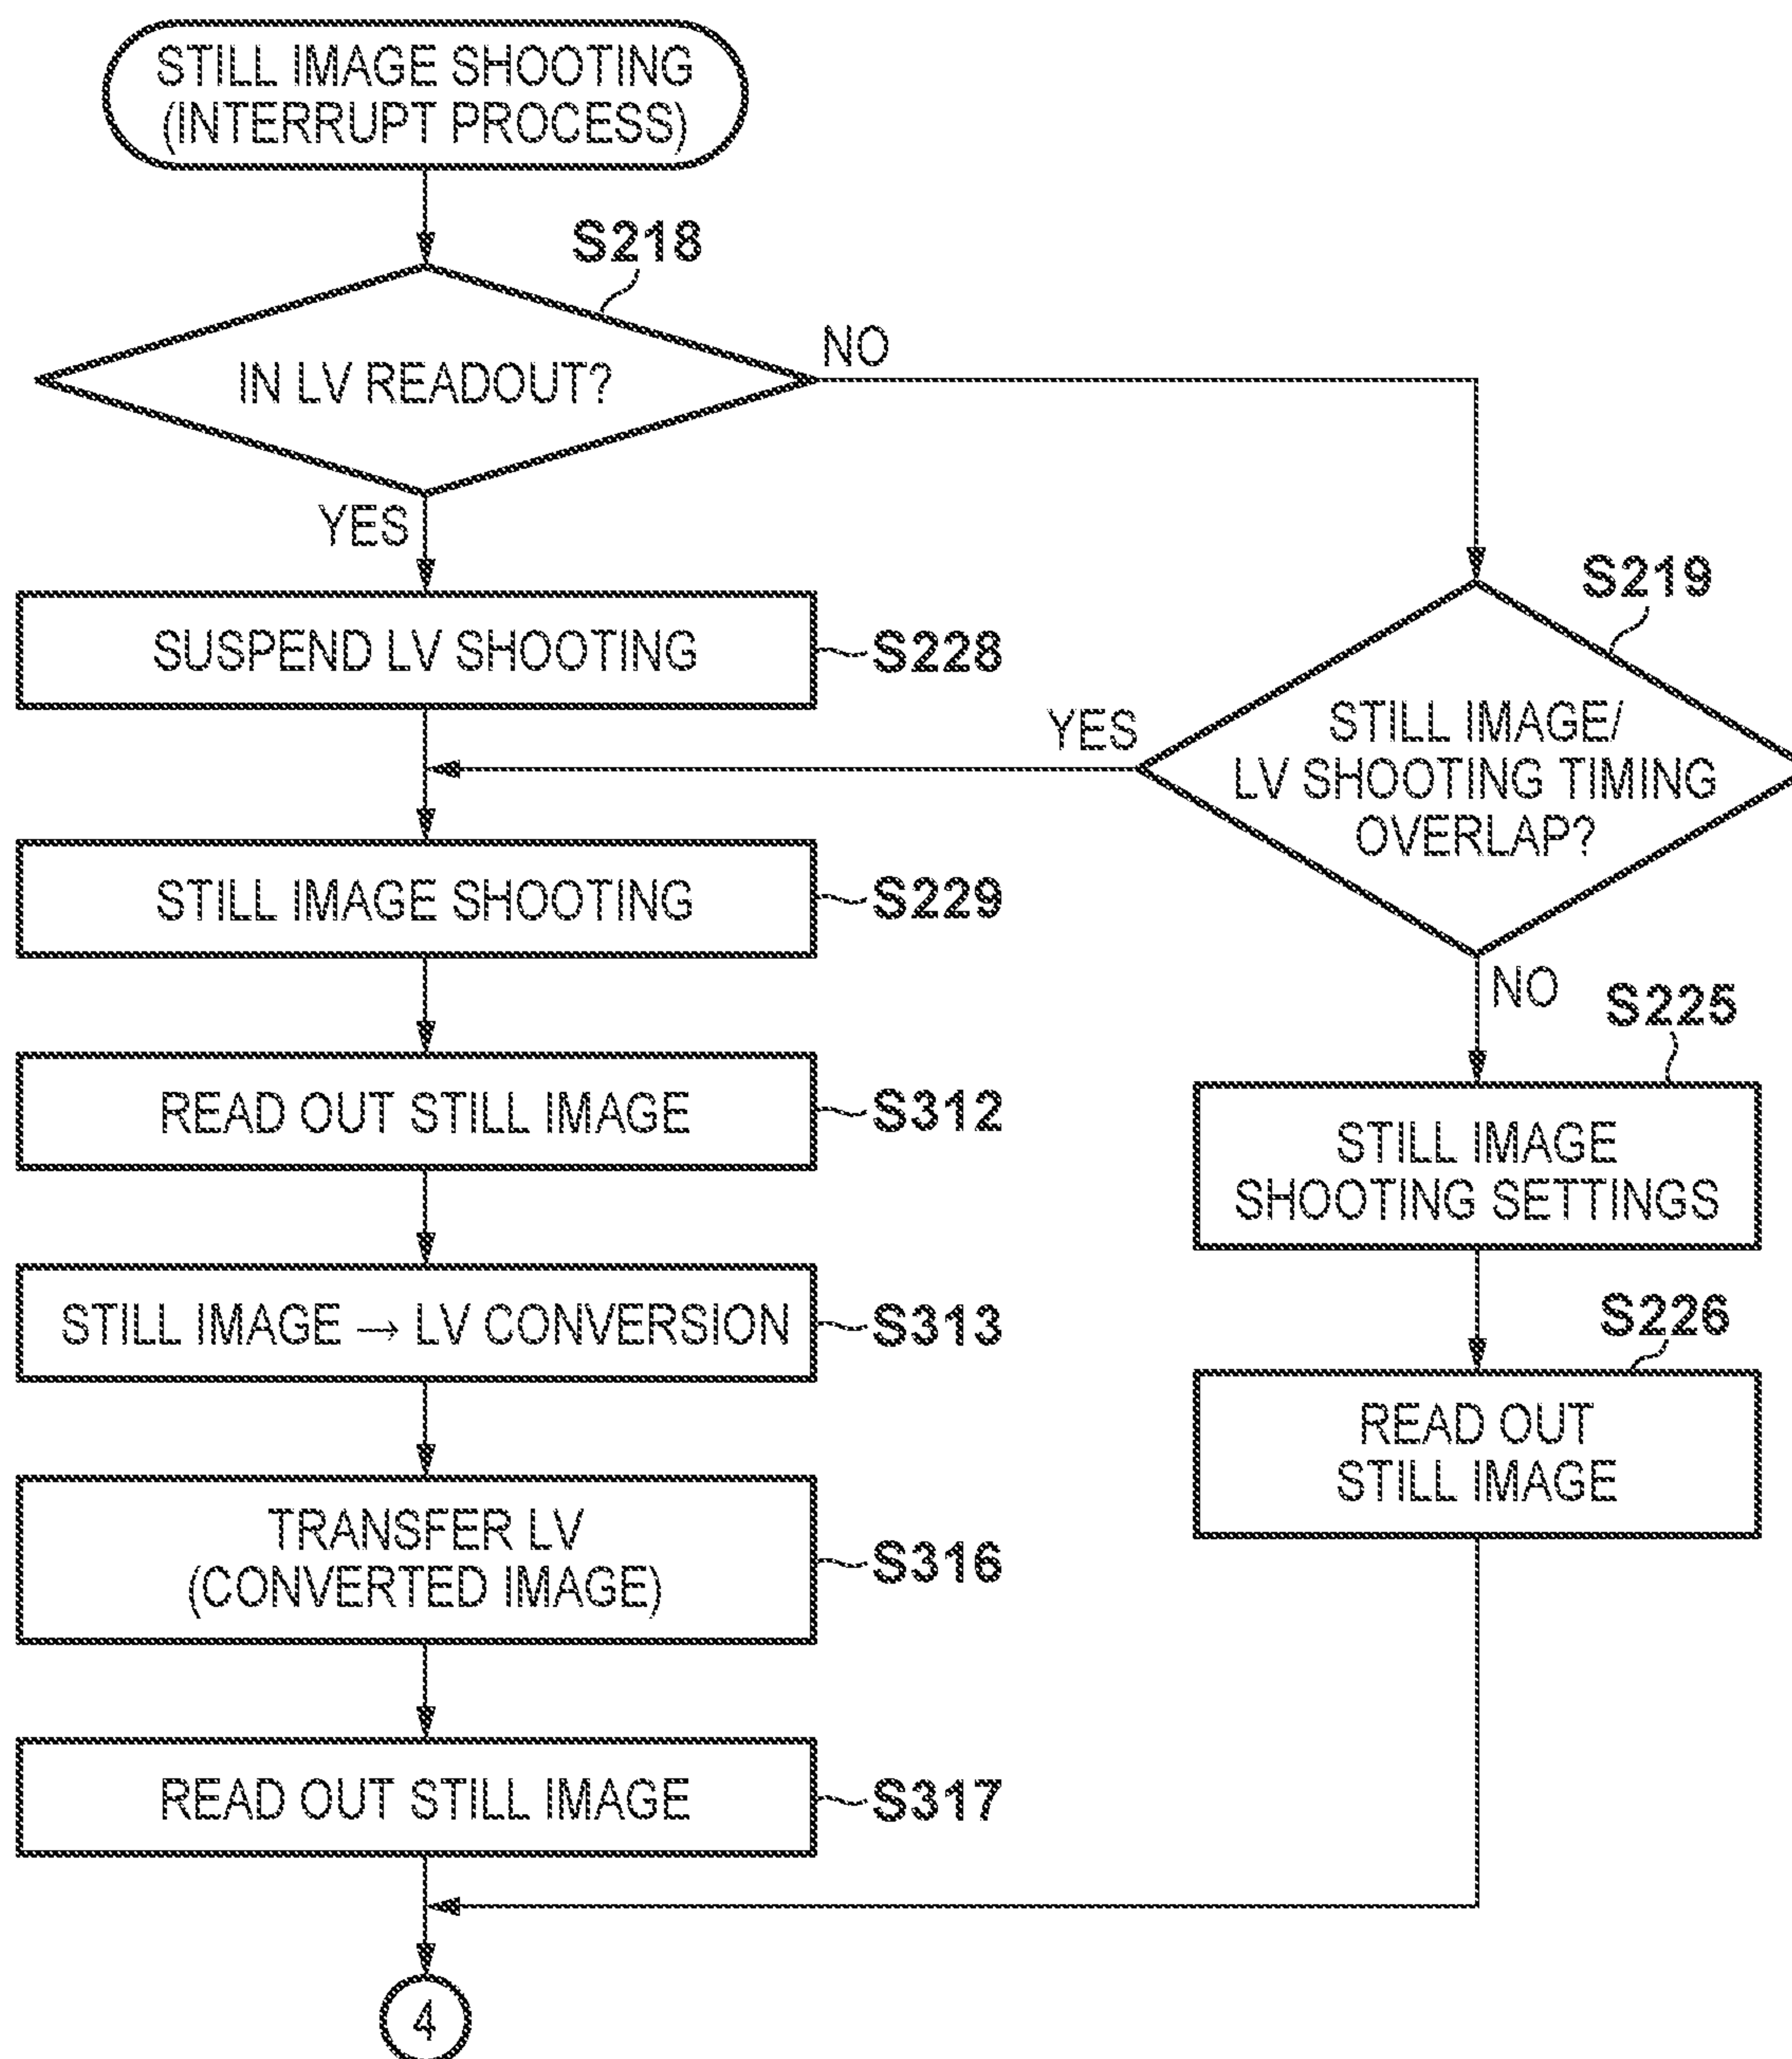 STILL IMAGE SHOOTING
(INTERRUPT PROCESS)
S218
IN LV READOUT?
NO
YES
SUSPEND LV SHOOTING
S228
S219
STILL IMAGE/
LV SHOOTING TIMING
OVERLAP?
YES
NO
STILL IMAGE SHOOTING
S229
READ OUT STILL IMAGE
S312
STILL IMAGE → LV CONVERSION
S313
TRANSFER LV
(CONVERTED IMAGE)
S316
READ OUT STILL IMAGE
S317
S225
STILL IMAGE
SHOOTING SETTINGS
S226
READ OUT
STILL IMAGE
4